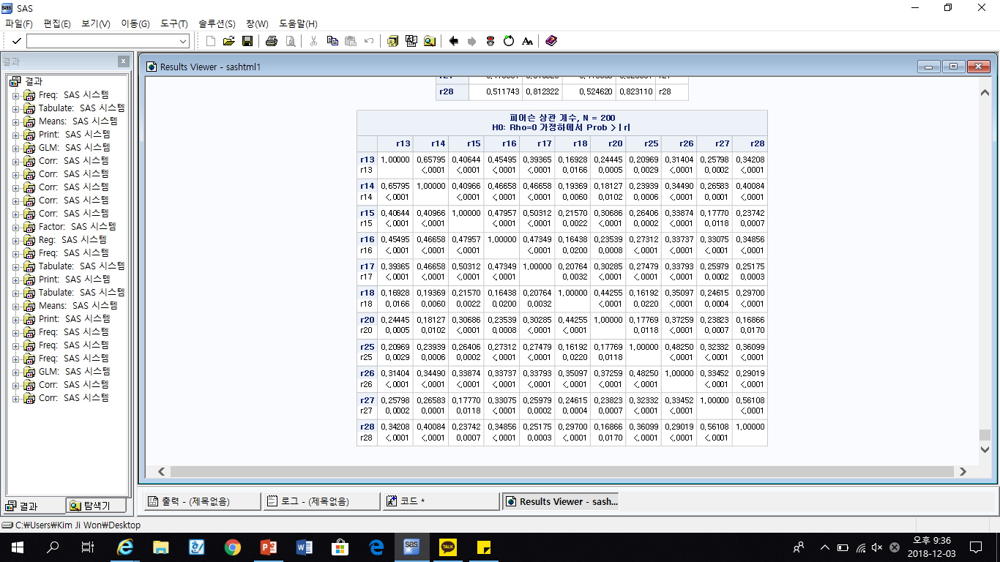 SAS
파일(F) 편집(E) 보기(V) 이동(G) 도구(T) 솔루션(S) 창(W) 도움말(H)
결과
결과
Freq: SAS 시스템
Tabulate: SAS 시스템
Means: SAS 시스템
Print: SAS 시스템
GLM: SAS 시스템
Corr: SAS 시스템
Corr: SAS 시스템
Corr: SAS 시스템
Corr: SAS 시스템
Corr: SAS 시스템
Factor: SAS 시스템
Reg: SAS 시스템
Freq: SAS 시스템
Tabulate: SAS 시스템
Print: SAS 시스템
Tabulate: SAS 시스템
Means: SAS 시스템
Print: SAS 시스템
Freq: SAS 시스템
Freq: SAS 시스템
Freq: SAS 시스템
GLM: SAS 시스템
Corr: SAS 시스템
Corr: SAS 시스템
결과 탐색기
Results Viewer - sashtml1
r28 0,511743 0,812322 0,524620 0,823110 r28
피어슨 상관 계수, N = 200
H0: Rho=0 가정하에서 Prob > |r|
r13 r14 r15 r16 r17 r18 r20 r25 r26 r27 r28
r13 1,00000 0,65795 0,40644 0,45495 0,39365 0,16928 0,24445 0,20969 0,31404 0,25798 0,34208
r13 <,0001 <,0001 <,0001 <,0001 0,0166 0,0005 0,0029 <,0001 0,0002 <,0001
r14 0,65795 1,00000 0,40966 0,46658 0,46658 0,19369 0,18127 0,23939 0,34490 0,26583 0,40084
r14 <,0001 <,0001 <,0001 <,0001 0,0060 0,0102 0,0006 <,0001 0,0001 <,0001
r15 0,40644 0,40966 1,00000 0,47957 0,50312 0,21570 0,30686 0,26406 0,33874 0,17770 0,23742
r15 <,0001 <,0001 <,0001 <,0001 0,0022 <,0001 0,0002 <,0001 0,0118 0,0007
r16 0,45495 0,46658 0,47957 1,00000 0,47349 0,16438 0,23539 0,27312 0,33737 0,33075 0,34856
r16 <,0001 <,0001 <,0001 <,0001 0,0200 0,0008 <,0001 <,0001 <,0001 <,0001
r17 0,39365 0,46658 0,50312 0,47349 1,00000 0,20764 0,30285 0,27479 0,33793 0,25979 0,25175
r17 <,0001 <,0001 <,0001 <,0001 0,0032 <,0001 <,0001 <,0001 0,0002 0,0003
r18 0,16928 0,19369 0,21570 0,16438 0,20764 1,00000 0,44255 0,16192 0,35097 0,24615 0,29700
r18 0,0166 0,0060 0,0022 0,0200 0,0032 <,0001 0,0220 <,0001 0,0004 <,0001
r20 0,24445 0,18127 0,30686 0,23539 0,30285 0,44255 1,00000 0,17769 0,37259 0,23823 0,16866
r20 0,0005 0,0102 <,0001 0,0008 <,0001 <,0001 0,0118 <,0001 0,0007 0,0170
r25 0,20969 0,23939 0,26406 0,27312 0,27479 0,16192 0,17769 1,00000 0,48250 0,32332 0,36099
r25 0,0029 0,0006 0,0002 <,0001 <,0001 0,0220 0,0118 <,0001 <,0001 <,0001
r26 0,31404 0,34490 0,33874 0,33737 0,33793 0,35097 0,37259 0,48250 1,00000 0,33452 0,29019
r26 <,0001 <,0001 <,0001 <,0001 <,0001 <,0001 <,0001 <,0001 <,0001 <,0001
r27 0,25798 0,26583 0,17770 0,33075 0,25979 0,24615 0,23823 0,32332 0,33452 1,00000 0,56108
r27 0,0002 0,0001 0,0118 <,0001 0,0002 0,0004 0,0007 <,0001 <,0001 <,0001
r28 0,34208 0,40084 0,23742 0,34856 0,25175 0,29700 0,16866 0,36099 0,29019 0,56108 1,00000
r28 <,0001 <,0001 0,0007 <,0001 0,0003 <,0001 0,0170 <,0001 <,0001 <,0001
출력 - (제목없음) 로그 - (제목없음) 코드 * Results Viewer - sash...
C:₩Users₩Kim Ji Won₩Desktop
오후 9:36
2018-12-03